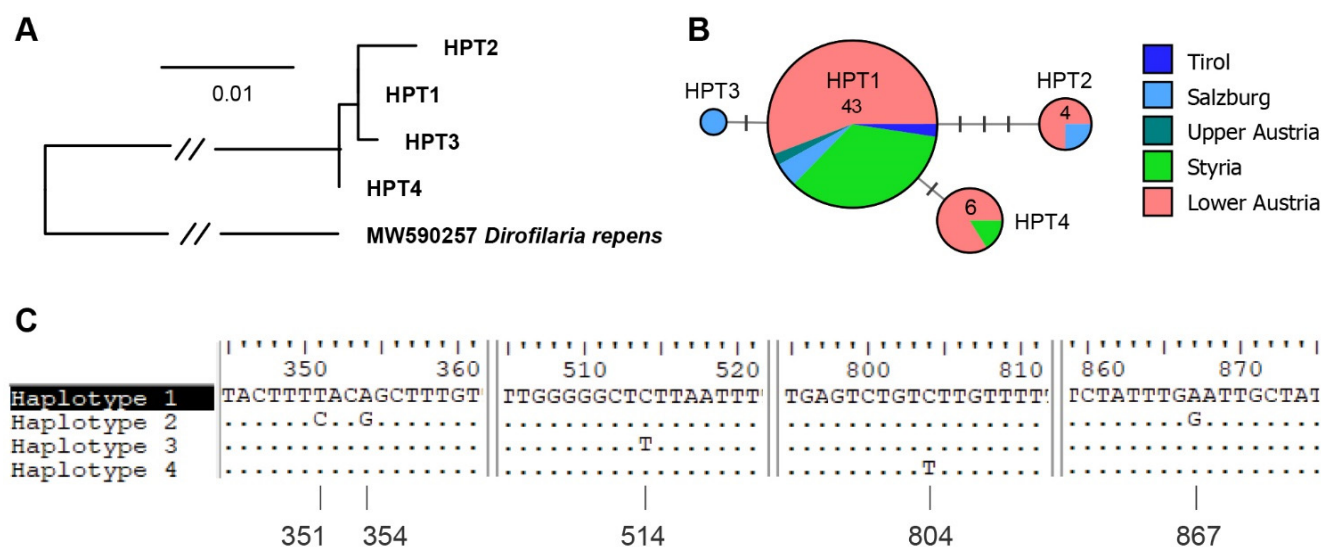 A
HPT2
0.01
HPT1
HPT3
HPT4
MW590257 Dirofilaria repens
B
HPT3
HPT1
43
HPT2
4
6
HPT4
Tirol
Salzburg
Upper Austria
Styria
Lower Austria
C
350 360 510 520 800 810 860 870
Haplotype 1 TACTTTTACAGCTTTGT TTGGGGGCTCTTAATTT TGAGTCTGTCTTGTTTT TCTATTTGAATTGCTAT
Haplotype 2 ......C..G....... ................. ................. ........G........
Haplotype 3 ................. .........T....... ................. .................
Haplotype 4 ................. ................. .........T....... .................
351 354 514 804 867